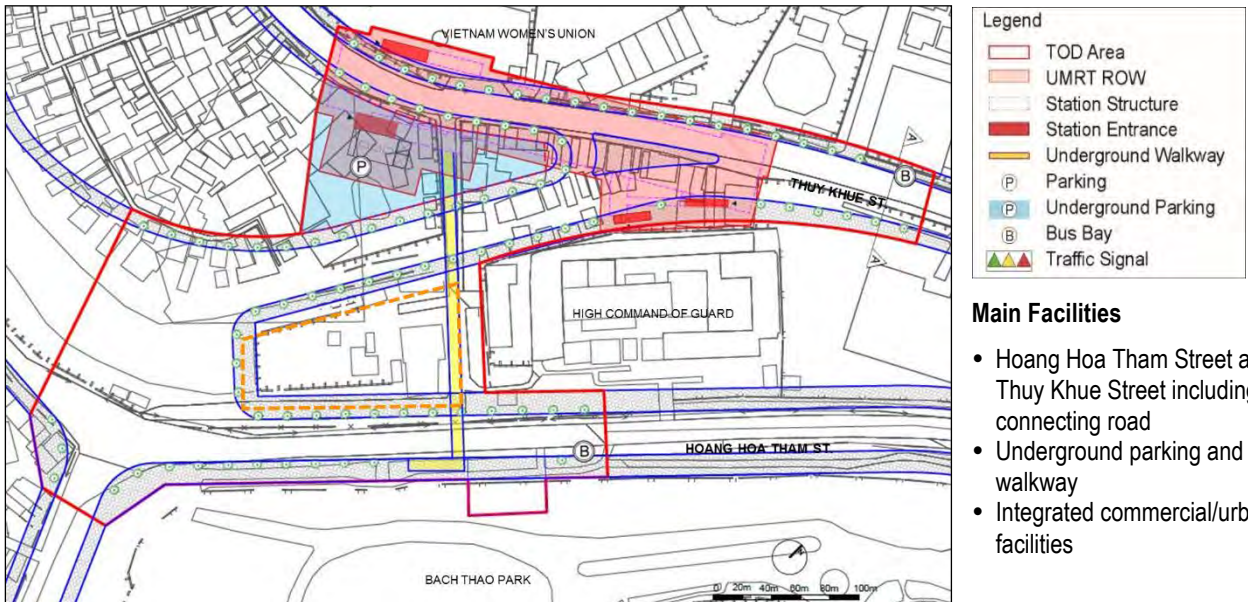 VIETNAM WOMEN'S UNION
P
B
THUY KHUE ST.
HIGH COMMAND OF GUARD
B
HOANG HOA THAM ST.
BACH THAO PARK
0 20m 40m 60m 80m 100m
A
A
Legend
TOD Area
UMRT ROW
Station Structure
Station Entrance
Underground Walkway
P Parking
P Underground Parking
B Bus Bay
Traffic Signal
Main Facilities
• Hoang Hoa Tham Street a
Thuy Khue Street including
connecting road
• Underground parking and
walkway
• Integrated commercial/urb
facilities